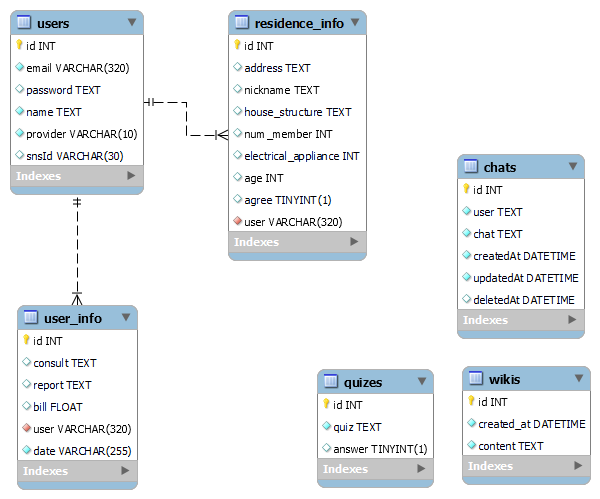 users
id INT
email VARCHAR(320)
password TEXT
name TEXT
provider VARCHAR(10)
snsId VARCHAR(30)
Indexes
residence_info
id INT
address TEXT
nickname TEXT
house_structure TEXT
num_member INT
electrical_appliance INT
age INT
agree TINYINT(1)
user VARCHAR(320)
Indexes
chats
id INT
user TEXT
chat TEXT
createdAt DATETIME
updatedAt DATETIME
deletedAt DATETIME
Indexes
user_info
id INT
consult TEXT
report TEXT
bill FLOAT
user VARCHAR(320)
date VARCHAR(255)
Indexes
quizes
id INT
quiz TEXT
answer TINYINT(1)
Indexes
wikis
id INT
created_at DATETIME
content TEXT
Indexes